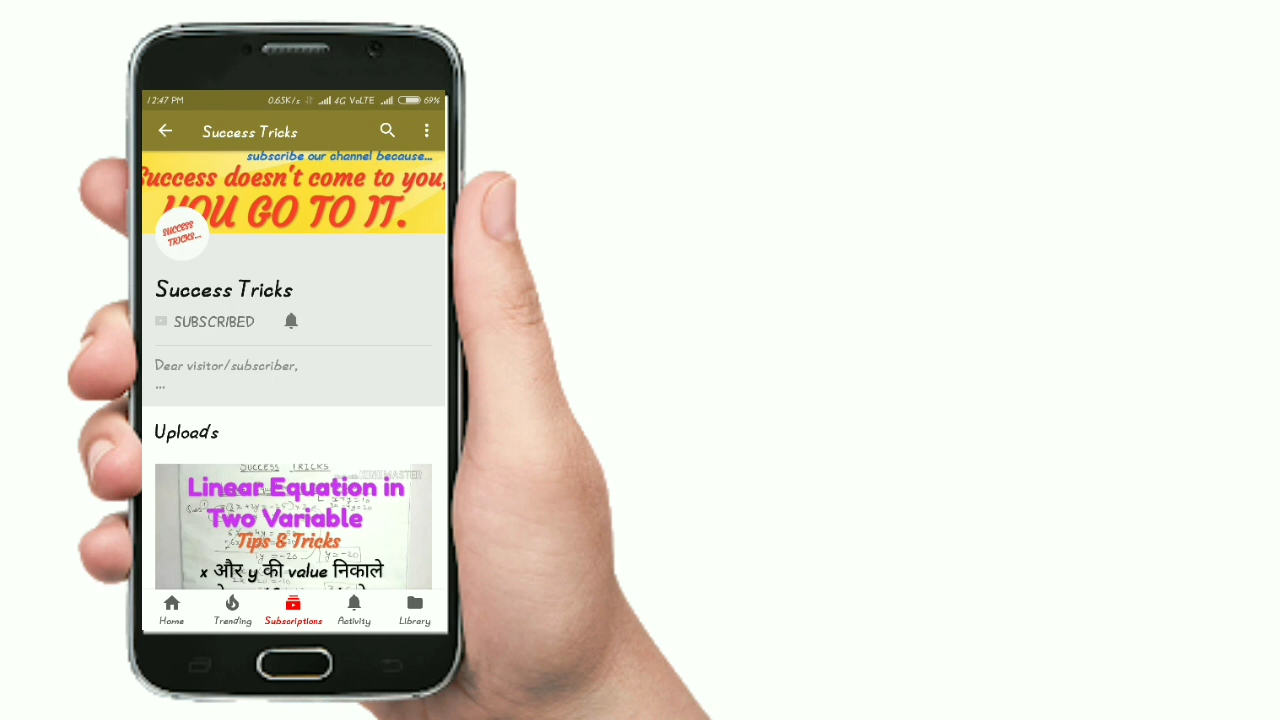 12:47 PM 0.65K/s 4G VoLTE 69%
Success Tricks
subscribe our channel because...
Success doesn't come to you,
YOU GO TO IT.
SUCCESS
TRICKS...
Success Tricks
SUBSCRIBED
Dear visitor/subscriber,
...
Uploads
SUCCESS TRICKS
Linear Equation in
Two Variable
Tips & Tricks
y = -20
x और y की value निकाले
Home Trending Subscriptions Activity Library